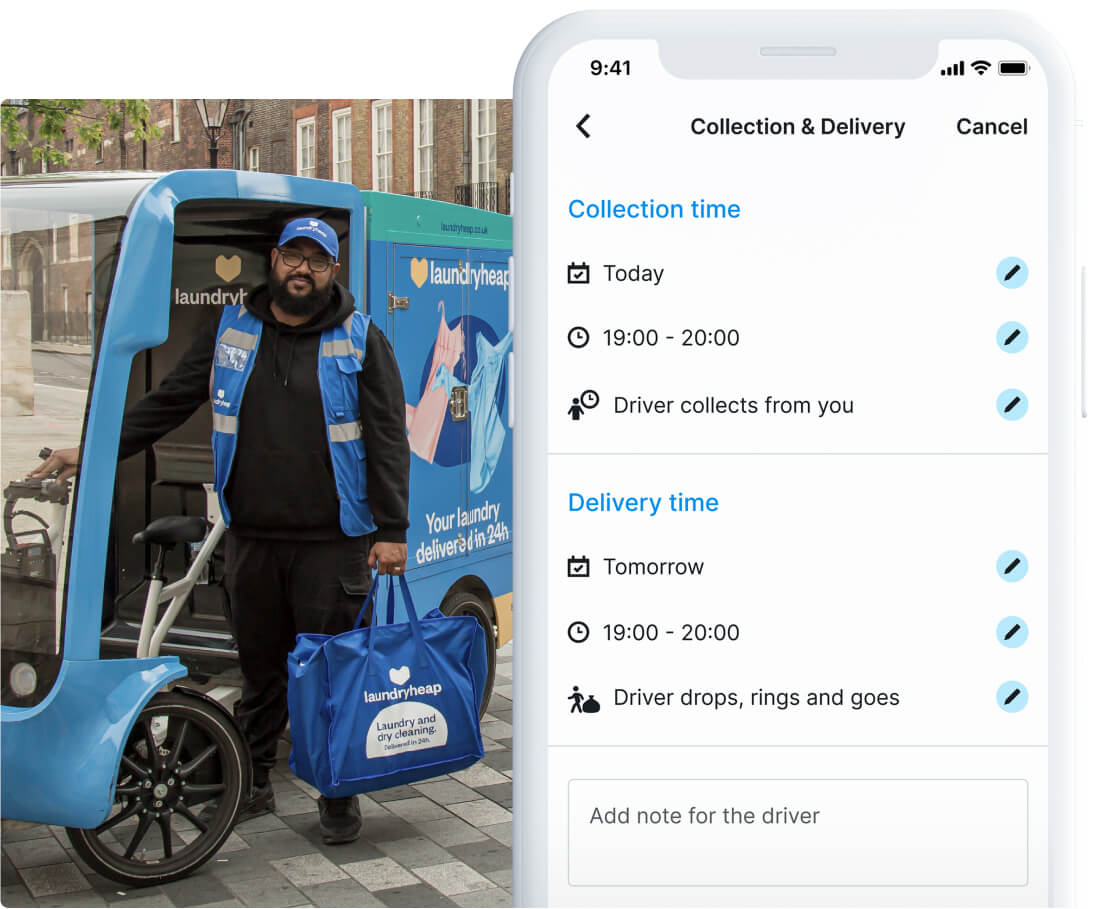 laundryheap.co.uk
laundryheap
laundryh
laundryheap
laundryheap
Your laundry
delivered in 24h
laundryheap
Laundry and
dry cleaning.
Delivered in 24h.
9:41
Collection & Delivery
Cancel
Collection time
Today
19:00 - 20:00
Driver collects from you
Delivery time
Tomorrow
19:00 - 20:00
Driver drops, rings and goes
Add note for the driver